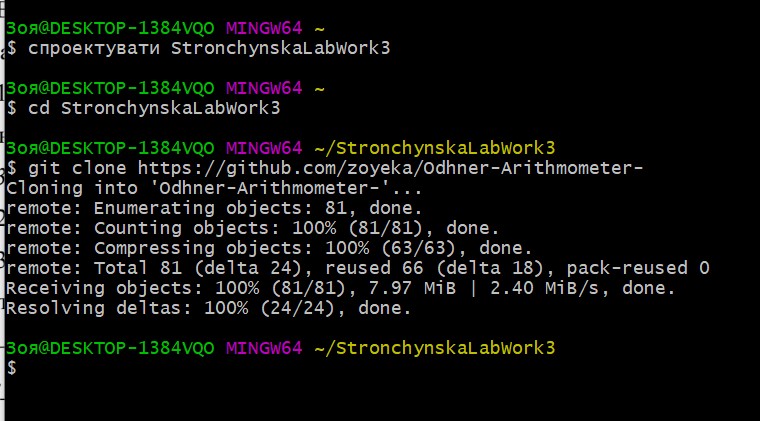 Зоя@DESKTOP-1384VQO MINGW64 ~
$ спроектувати StronchynskaLabWork3
Зоя@DESKTOP-1384VQO MINGW64 ~
$ cd StronchynskaLabWork3
Зоя@DESKTOP-1384VQO MINGW64 ~/StronchynskaLabWork3
$ git clone https://github.com/zoyeka/Odhner-Arithmometer-
Cloning into 'Odhner-Arithmometer-'...
remote: Enumerating objects: 81, done.
remote: Counting objects: 100% (81/81), done.
remote: Compressing objects: 100% (63/63), done.
remote: Total 81 (delta 24), reused 66 (delta 18), pack-reused 0
Receiving objects: 100% (81/81), 7.97 MiB | 2.40 MiB/s, done.
Resolving deltas: 100% (24/24), done.
Зоя@DESKTOP-1384VQO MINGW64 ~/StronchynskaLabWork3
$